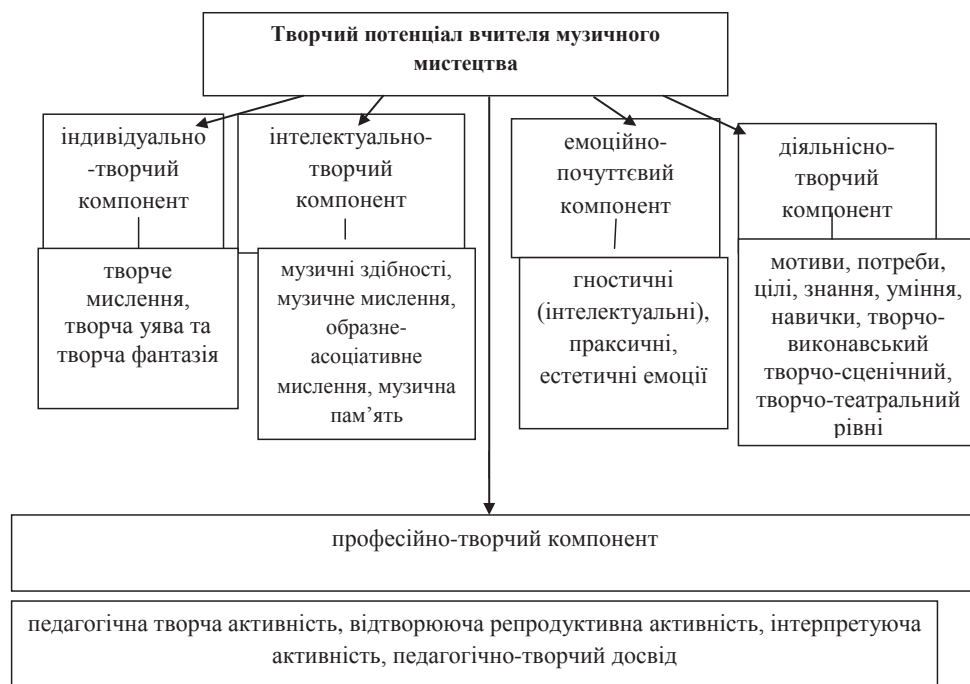 Творчий потенціал вчителя музичного
мистецтва
індивідуально
-творчий
компонент
інтелектуально-
творчий
компонент
емоційно-
почуттєвий
компонент
діяльнісно-
творчий
компонент
творче
мислення,
творча уява та
творча фантазія
музичні здібності,
музичне мислення,
образне-
асоціативне
мислення, музична
пам’ять
гностичні
(інтелектуальні),
праксичні,
естетичні емоції
мотиви, потреби,
цілі, знання, уміння,
навички, творчо-
виконавський
творчо-сценічний,
творчо-театральний
рівні
професійно-творчий компонент
педагогічна творча активність, відтворююча репродуктивна активність, інтерпретуюча
активність, педагогічно-творчий досвід